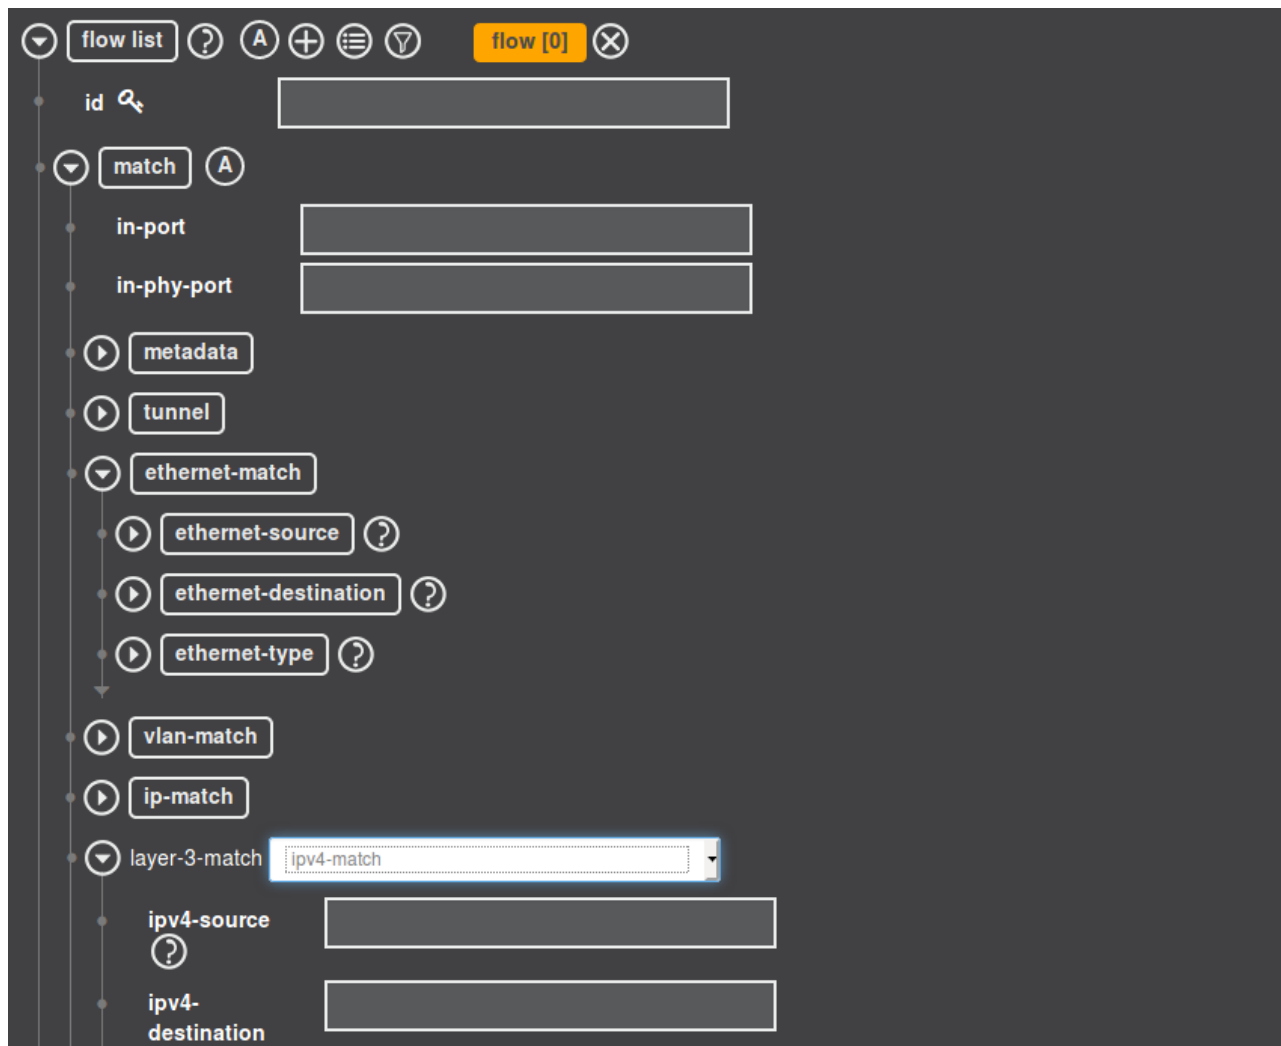 flow list ? A flow [0]
id
match A
in-port
in-phy-port
metadata
tunnel
ethernet-match
ethernet-source ?
ethernet-destination ?
ethernet-type ?
vlan-match
ip-match
layer-3-match ipv4-match
ipv4-source
?
ipv4-
destination